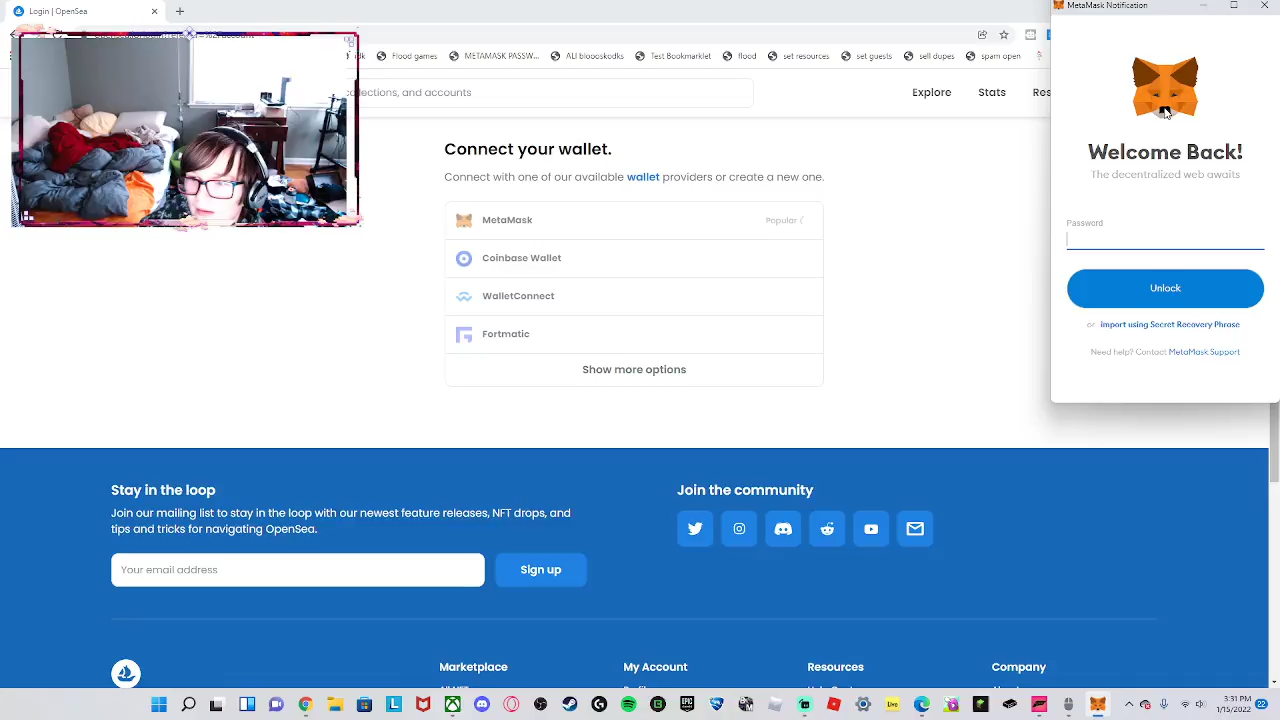 Login | OpenSea
MetaMask Notification
Flood games
METAMASK PASSW...
ALI bloooskodks
Test Bookmarklet
flood
set resources
set guests
sell dupes
spam open
collections, and accounts
Explore
Stats
Res
Connect your wallet.
Connect with one of our available wallet providers or create a new one.
MetaMask
Popular
Coinbase Wallet
WalletConnect
Fortmatic
Show more options
Welcome Back!
The decentralized web awaits
Password
Unlock
or import using Secret Recovery Phrase
Need help? Contact MetaMask Support
Stay in the loop
Join our mailing list to stay in the loop with our newest feature releases, NFT drops, and
tips and tricks for navigating OpenSea.
Your email address
Sign up
Join the community
Marketplace
My Account
Resources
Company
3:31 PM
1/15/2022
22